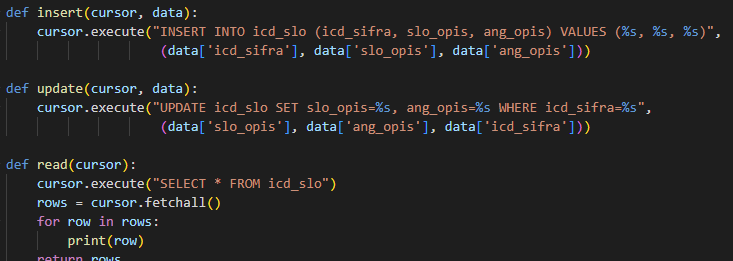 def insert(cursor, data):
    cursor.execute("INSERT INTO icd_slo (icd_sifra, slo_opis, ang_opis) VALUES (%s, %s, %s)",
                    (data['icd_sifra'], data['slo_opis'], data['ang_opis']))
def update(cursor, data):
    cursor.execute("UPDATE icd_slo SET slo_opis=%s, ang_opis=%s WHERE icd_sifra=%s",
                    (data['slo_opis'], data['ang_opis'], data['icd_sifra']))
def read(cursor):
    cursor.execute("SELECT * FROM icd_slo")
    rows = cursor.fetchall()
    for row in rows:
        print(row)
    return rows